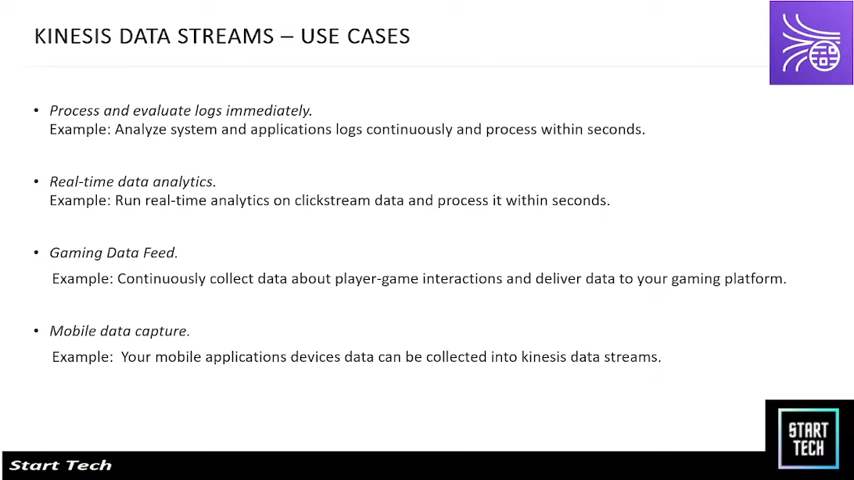 KINESIS DATA STREAMS – USE CASES
• Process and evaluate logs immediately.
Example: Analyze system and applications logs continuously and process within seconds.
• Real-time data analytics.
Example: Run real-time analytics on clickstream data and process it within seconds.
• Gaming Data Feed.
Example: Continuously collect data about player-game interactions and deliver data to your gaming platform.
• Mobile data capture.
Example:  Your mobile applications devices data can be collected into kinesis data streams.
START
TECH
Start Tech